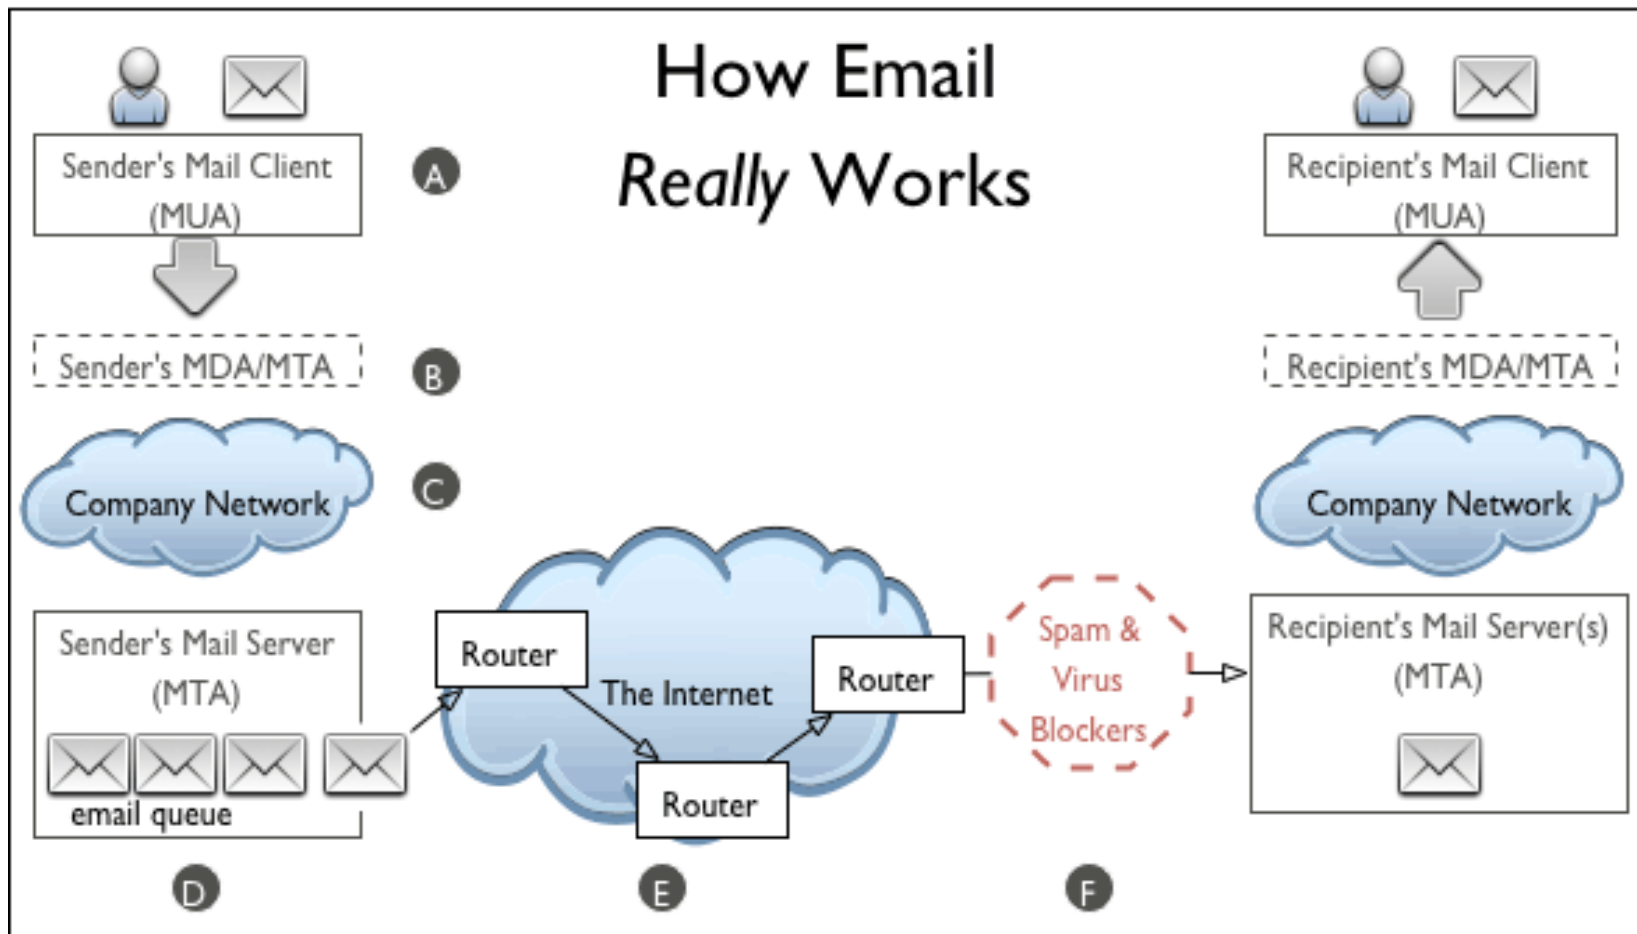 How Email
Really Works
Sender's Mail Client
(MUA)
A
Recipient's Mail Client
(MUA)
Sender's MDA/MTA
B
Recipient's MDA/MTA
Company Network
C
Company Network
Sender's Mail Server
(MTA)
email queue
Router
The Internet
Router
Router
Spam &
Virus
Blockers
Recipient's Mail Server(s)
(MTA)
D
E
F